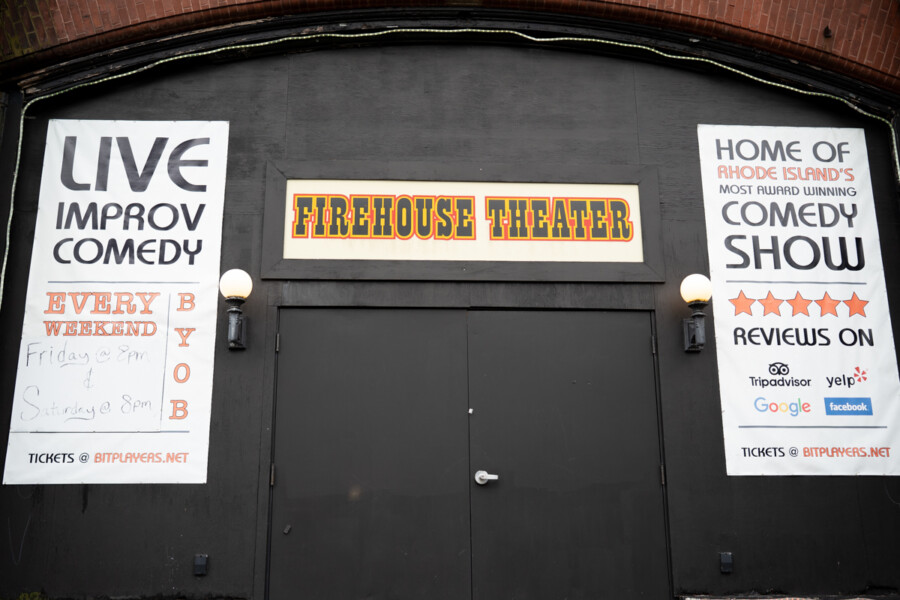 LIVE
IMPROV
COMEDY
EVERY
WEEKEND
Friday @ 8pm
&
Saturday @ 8pm
BYOB
TICKETS @ BITPLAYERS.NET
FIREHOUSE THEATER
HOME OF
RHODE ISLAND'S
MOST AWARD WINNING
COMEDY
SHOW
REVIEWS ON
Tripadvisor yelp
Google facebook
TICKETS @ BITPLAYERS.NET